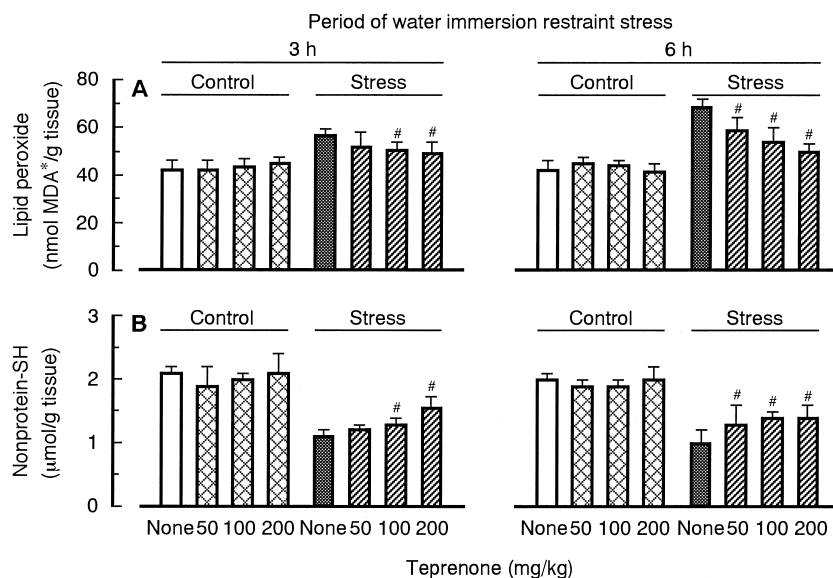 Period of water immersion restraint stress
3 h 6 h
A Control Stress Control Stress
Lipid peroxide
(nmol MDA*/g tissue)
80
60
40
20
0
# # # # #
B Control Stress Control Stress
Nonprotein-SH
(µmol/g tissue)
3
2
1
0
# # # # #
None 50 100 200 None 50 100 200 None 50 100 200 None 50 100 200
Teprenone (mg/kg)